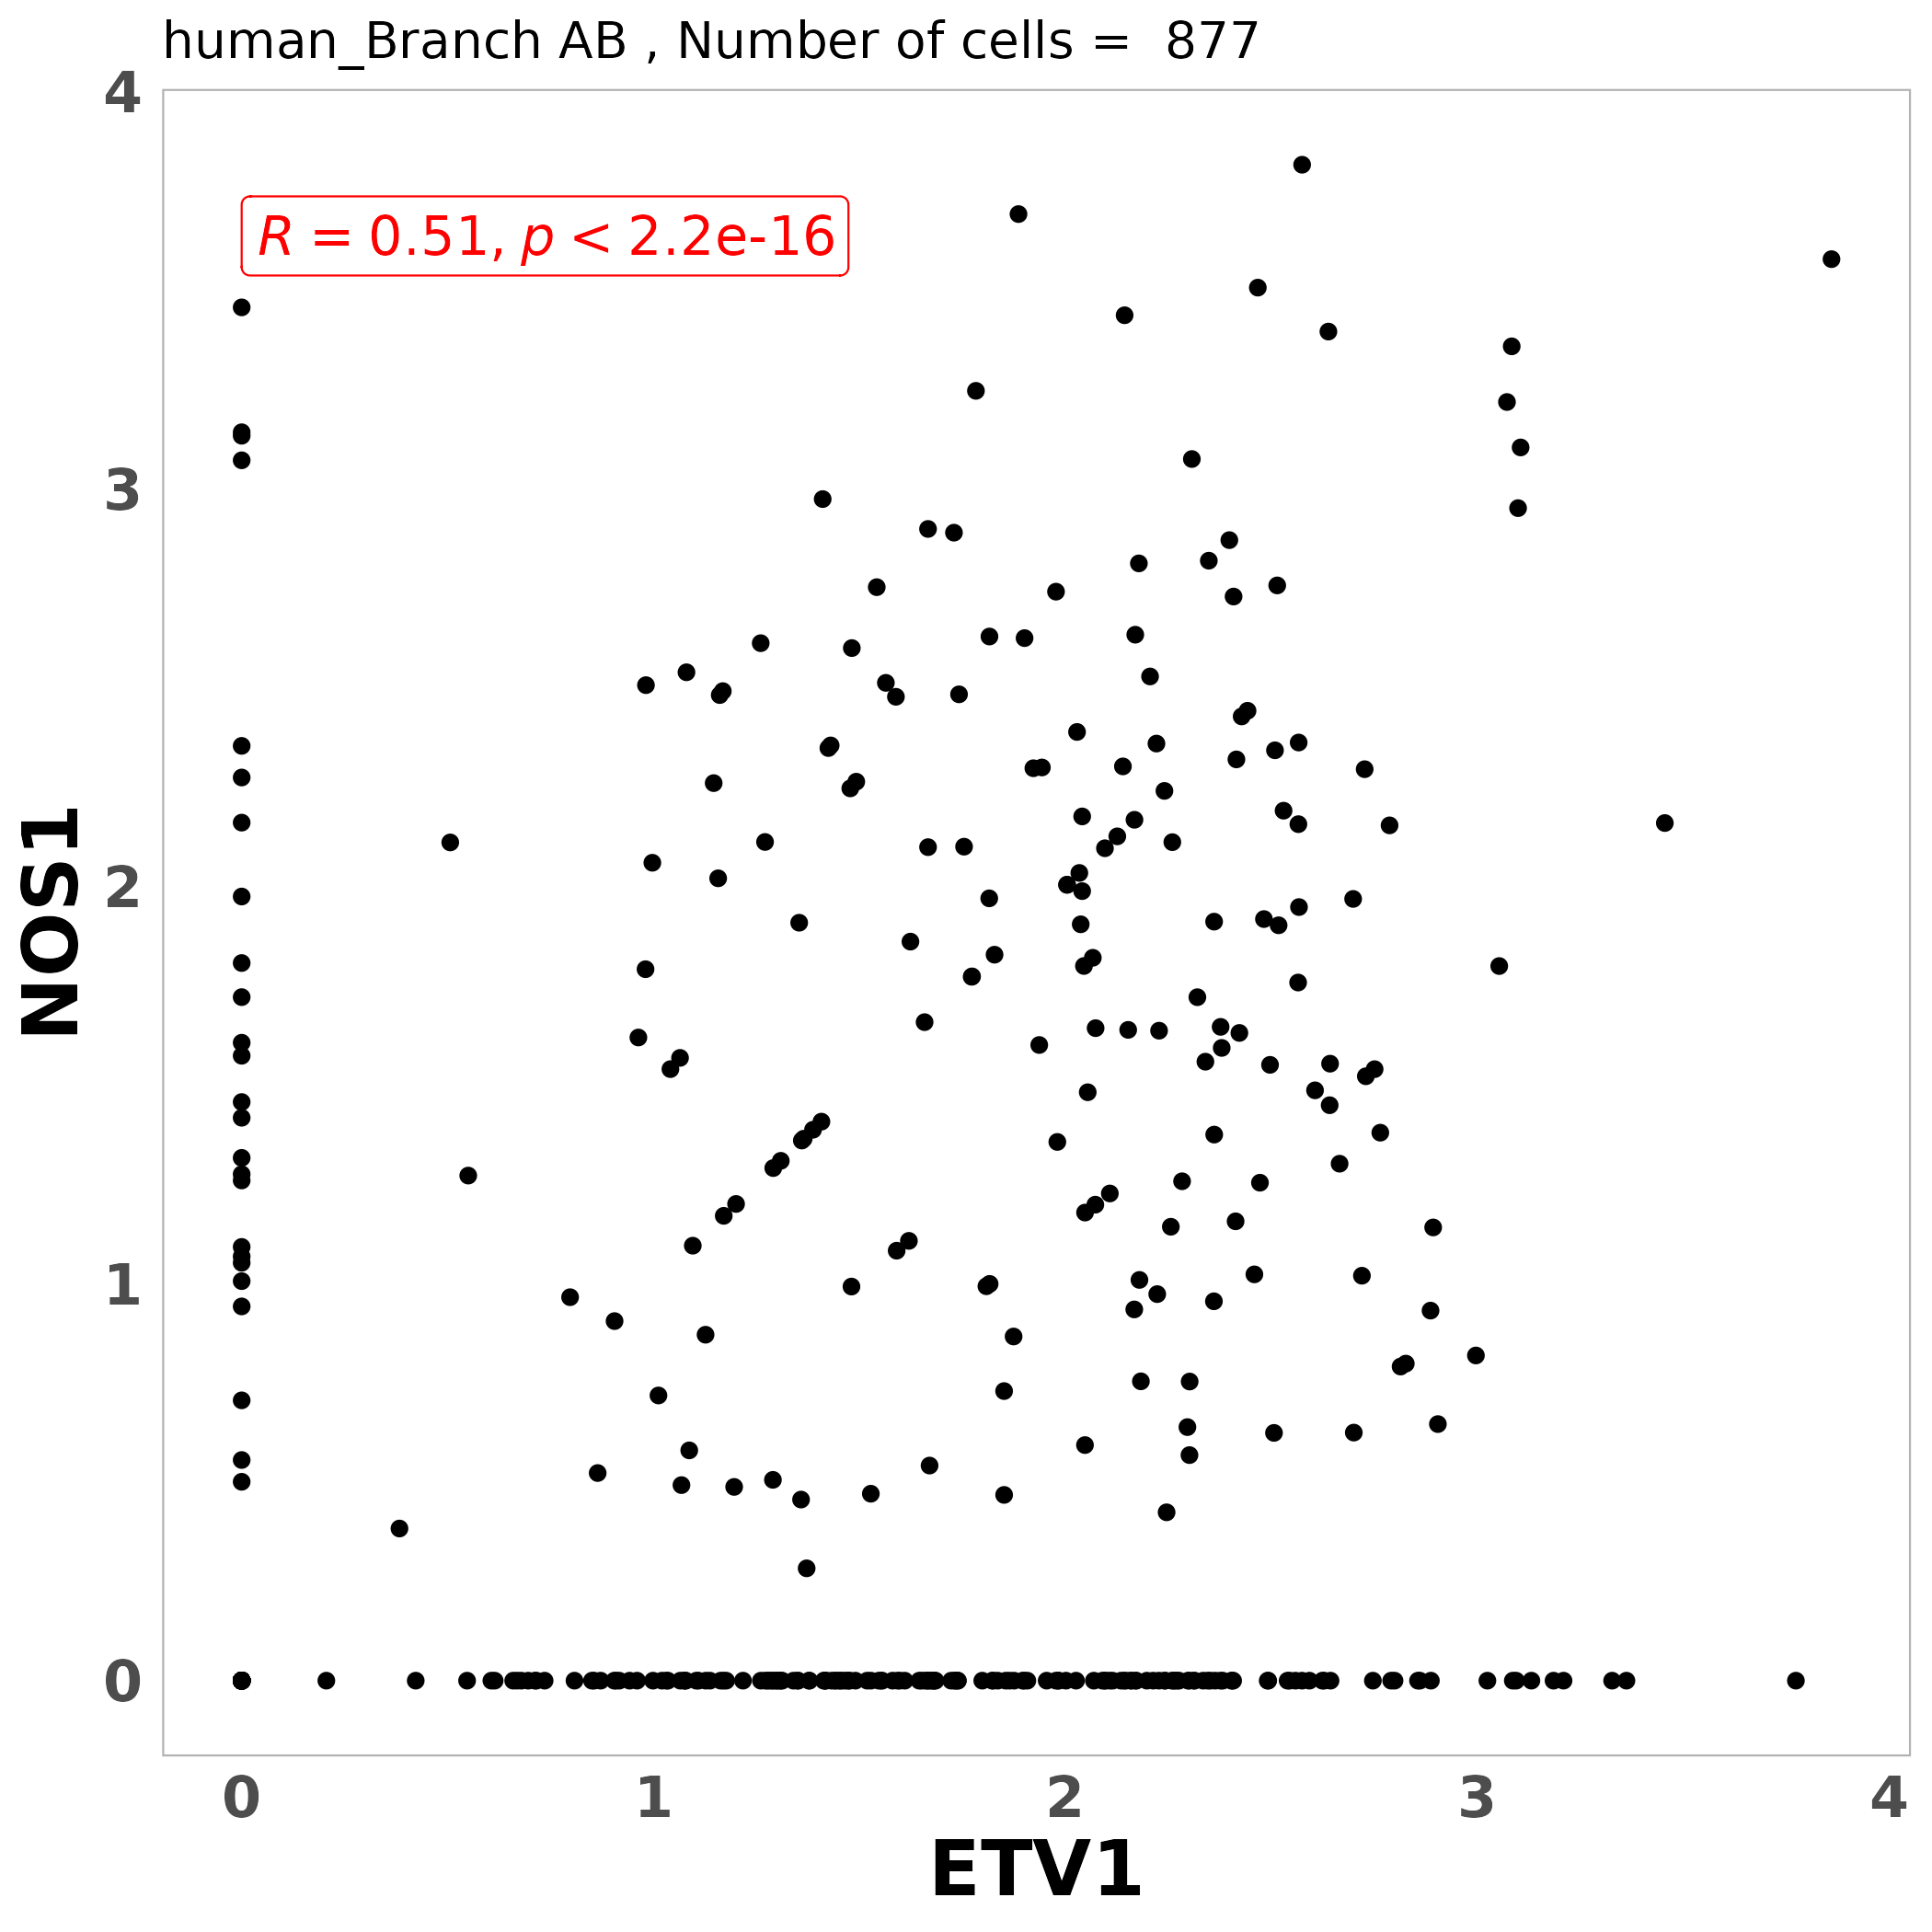 human_Branch AB , Number of cells =  877
4
R = 0.51, p < 2.2e-16
3
NOS1
2
1
0
0 1 2 3 4
ETV1